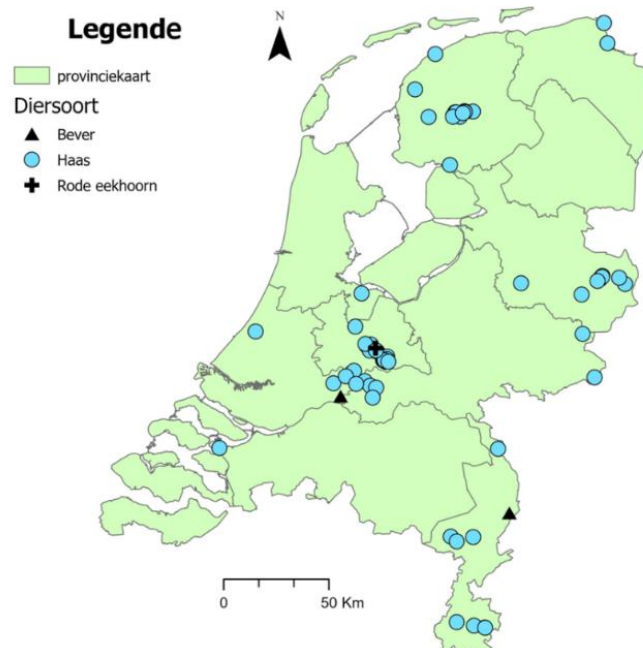 Legende
N
provinciekaart
Diersoort
Bever
Haas
Rode eekhoorn
0 50 Km